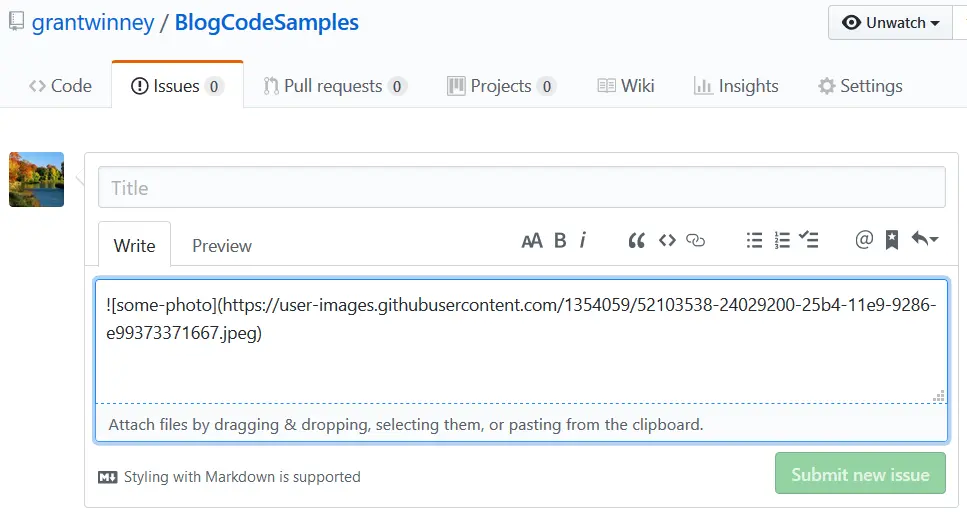 grantwinney / BlogCodeSamples
Unwatch
Code Issues 0 Pull requests 0 Projects 0 Wiki Insights Settings
Title
Write Preview
AA B i “ <> @
![some-photo](https://user-images.githubusercontent.com/1354059/52103538-24029200-25b4-11e9-9286-
e99373371667.jpeg)
Attach files by dragging & dropping, selecting them, or pasting from the clipboard.
Styling with Markdown is supported
Submit new issue